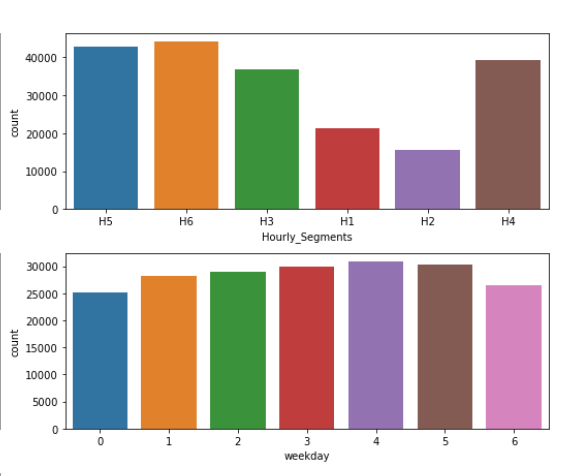 40000
30000
20000
10000
0
count
H5 H6 H3 H1 H2 H4
Hourly_Segments
30000
25000
20000
15000
10000
5000
0
count
0 1 2 3 4 5 6
weekday